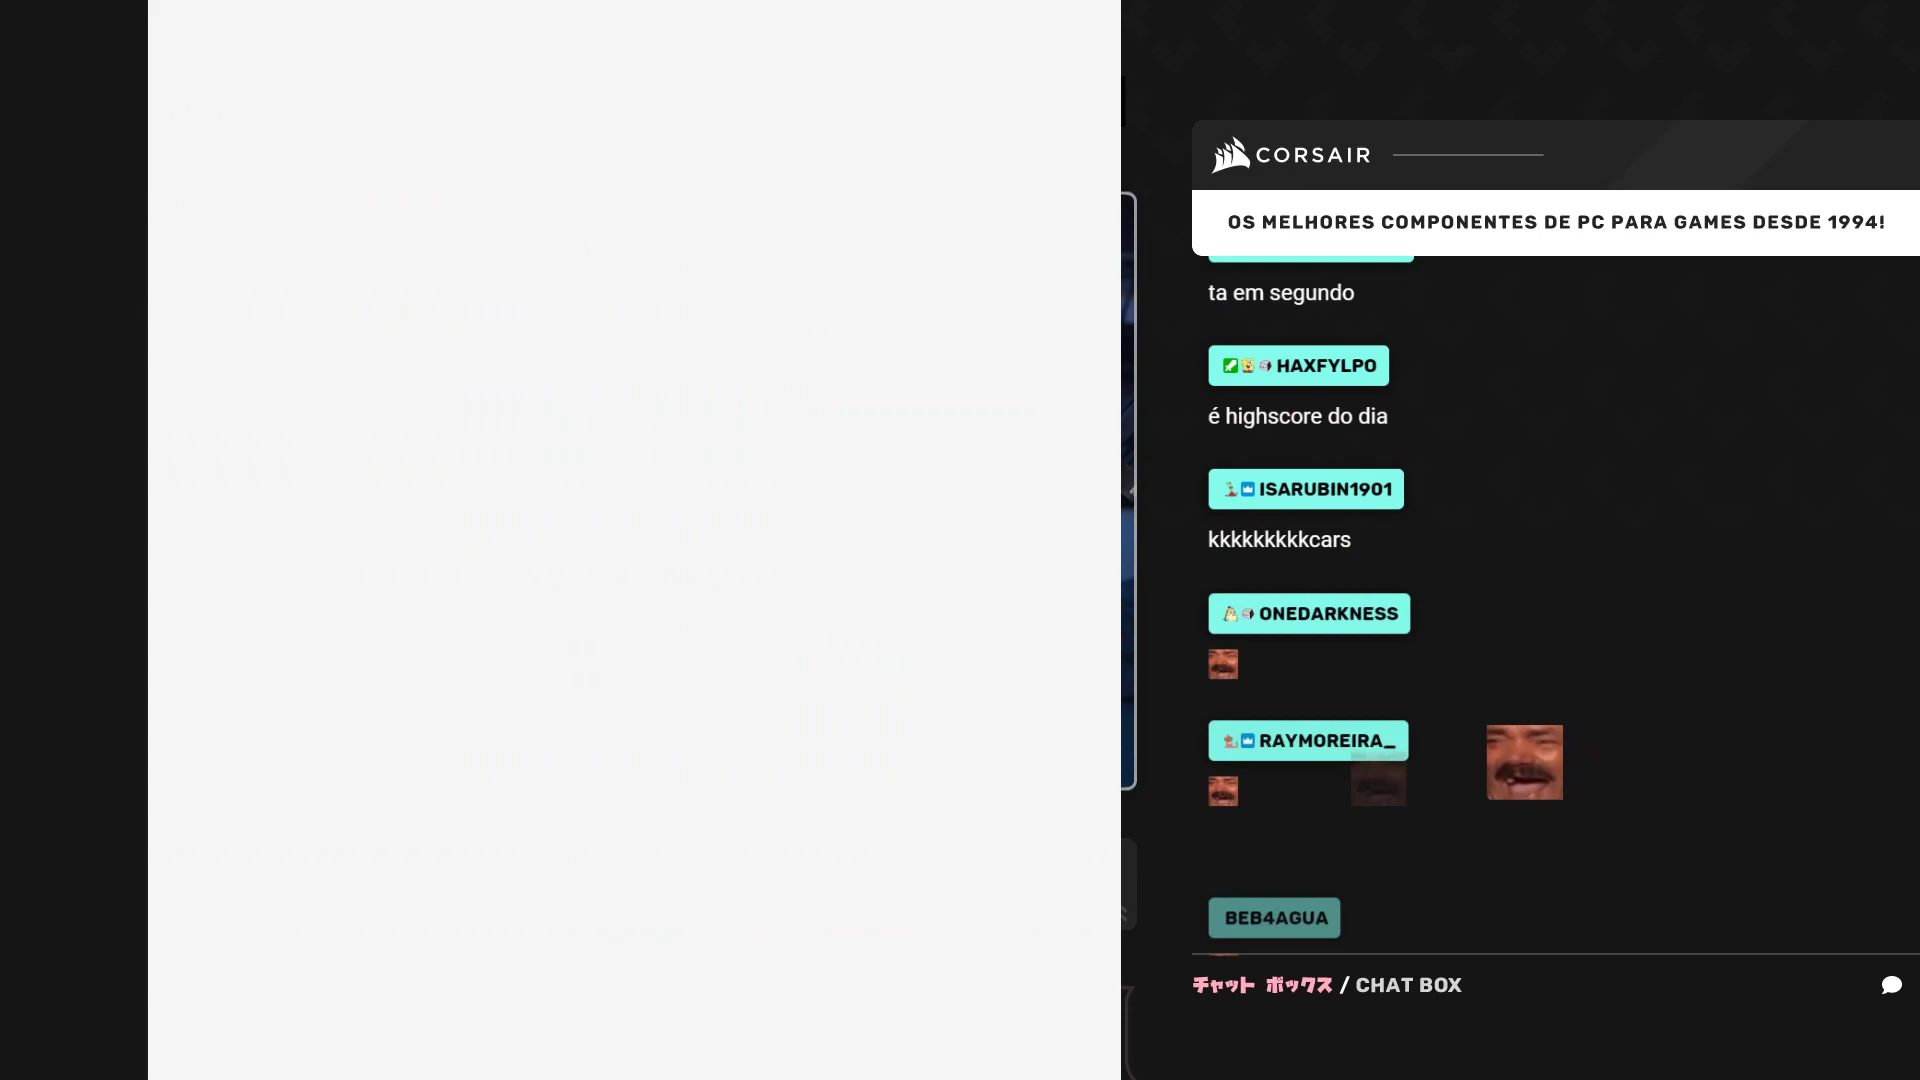 CORSAIR
OS MELHORES COMPONENTES DE PC PARA GAMES DESDE 1994!
ta em segundo
HAXFYLPO
é highscore do dia
ISARUBIN1901
kkkkkkkkkcars
ONEDARKNESS
RAYMOREIRA_
BEB4AGUA
チャット ボックス / CHAT BOX